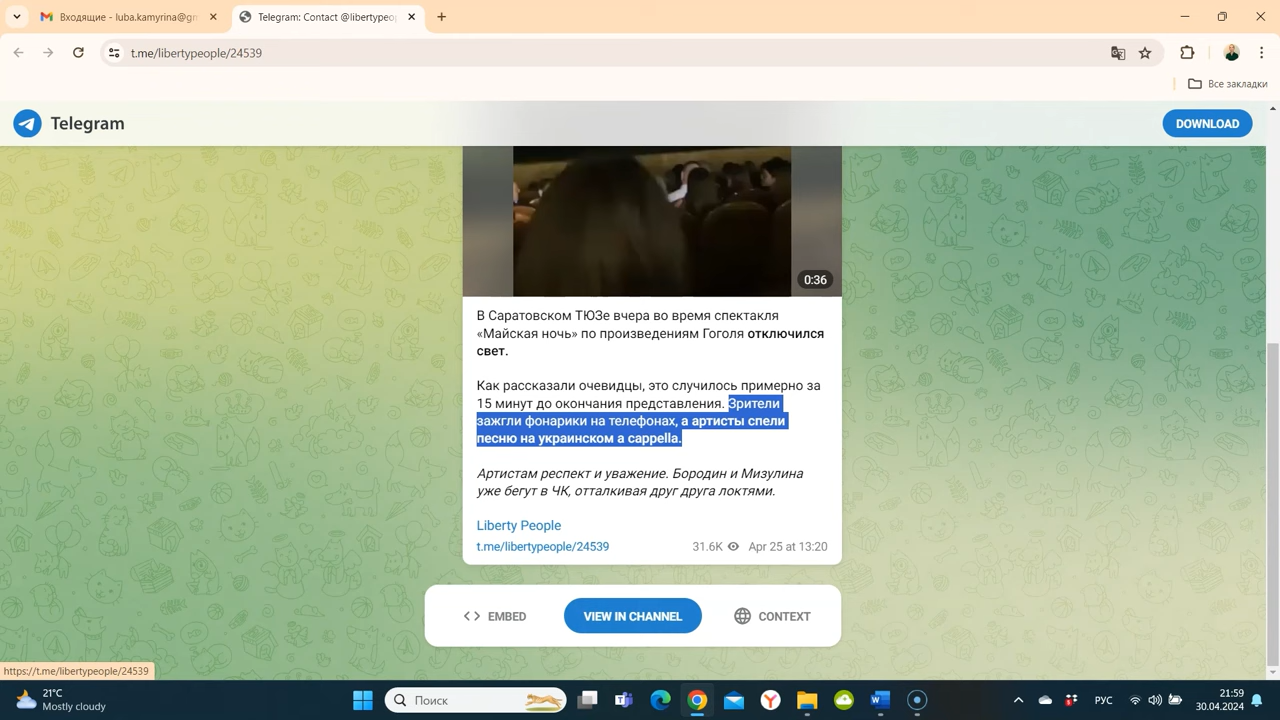 Входящие - luba.kamyrina@gm
Telegram: Contact @libertypeop
t.me/libertypeople/24539
Все закладки
Telegram
DOWNLOAD
0:36
В Саратовском ТЮЗе вчера во время спектакля
«Майская ночь» по произведениям Гоголя отключился
свет.
Как рассказали очевидцы, это случилось примерно за
15 минут до окончания представления. Зрители
зажгли фонарики на телефонах, а артисты спели
песню на украинском a cappella.
Артистам респект и уважение. Бородин и Мизулина
уже бегут в ЧК, отталкивая друг друга локтями.
Liberty People
t.me/libertypeople/24539 31.6K Apr 25 at 13:20
EMBED VIEW IN CHANNEL CONTEXT
https://t.me/libertypeople/24539
21°C
Mostly cloudy
Поиск
РУС
21:59
30.04.2024